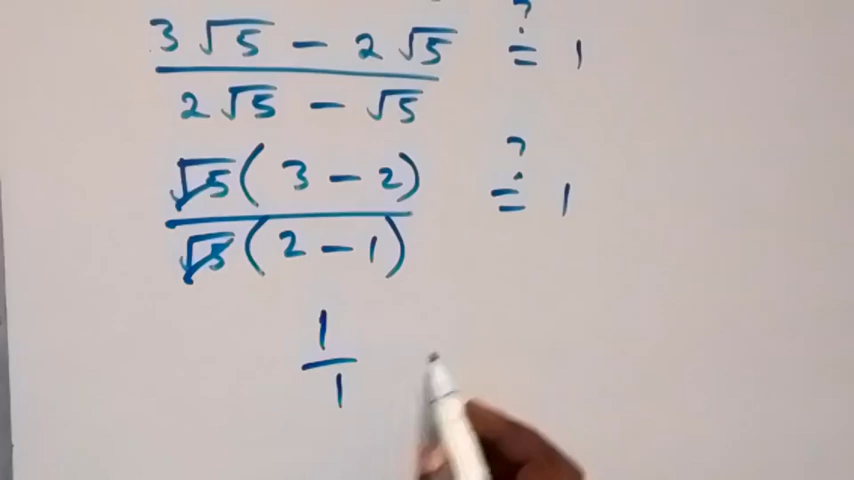 3√5 - 2√5 / 2√5 - √5 ≟ 1
√5(3 - 2) / √5(2 - 1) ≟ 1
1 / 1